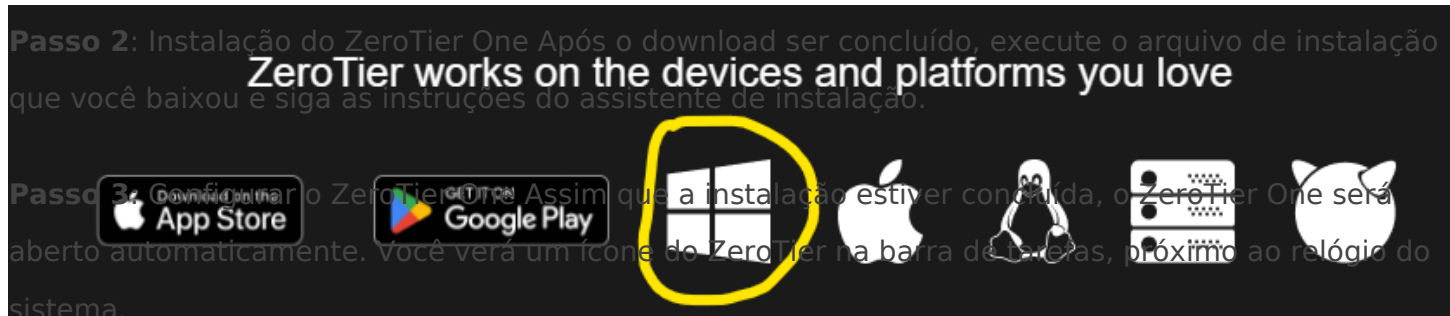 Passo 2: Instalação do ZeroTier One Após o download ser concluído, execute o arquivo de instalação
ZeroTier works on the devices and platforms you love
que você baixou e siga as instruções do assistente de instalação.
Passo 3: Configurar o ZeroTier One Assim que a instalação estiver concluída, o ZeroTier One será
Download on the
App Store
GET IT ON
Google Play
aberto automaticamente. Você verá um ícone do ZeroTier na barra de tarefas, próximo ao relógio do
sistema.